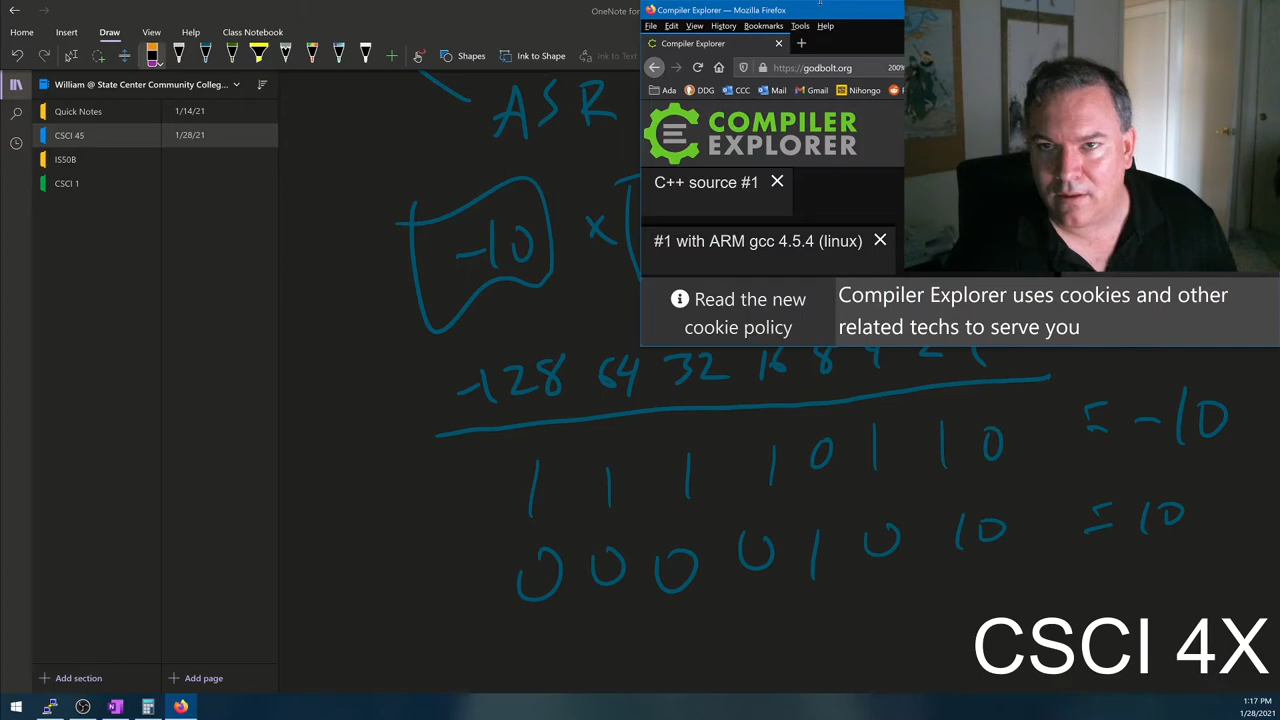 OneNote for
Home
Insert
Draw
View
Help
Class Notebook
Shapes
Ink to Shape
Ink to Text
William @ State Center Community Colleg...
Quick Notes
CSCI 45
IS50B
CSCI 1
1/14/21
1/28/21
Add section
Add page
Compiler Explorer — Mozilla Firefox
File Edit View History Bookmarks Tools Help
Compiler Explorer
https://godbolt.org
200%
Ada DDG CCC Mail Gmail Nihongo
COMPILER
EXPLORER
C++ source #1
#1 with ARM gcc 4.5.4 (linux)
Read the new
cookie policy
Compiler Explorer uses cookies and other
related techs to serve you
ASR
-10 x
-128 64 32 16 8 4 2 1
1 1 1 1 0 1 1 0 = -10
0 0 0 0 1 0 1 0 = 10
CSCI 4X
1:17 PM
1/28/2021